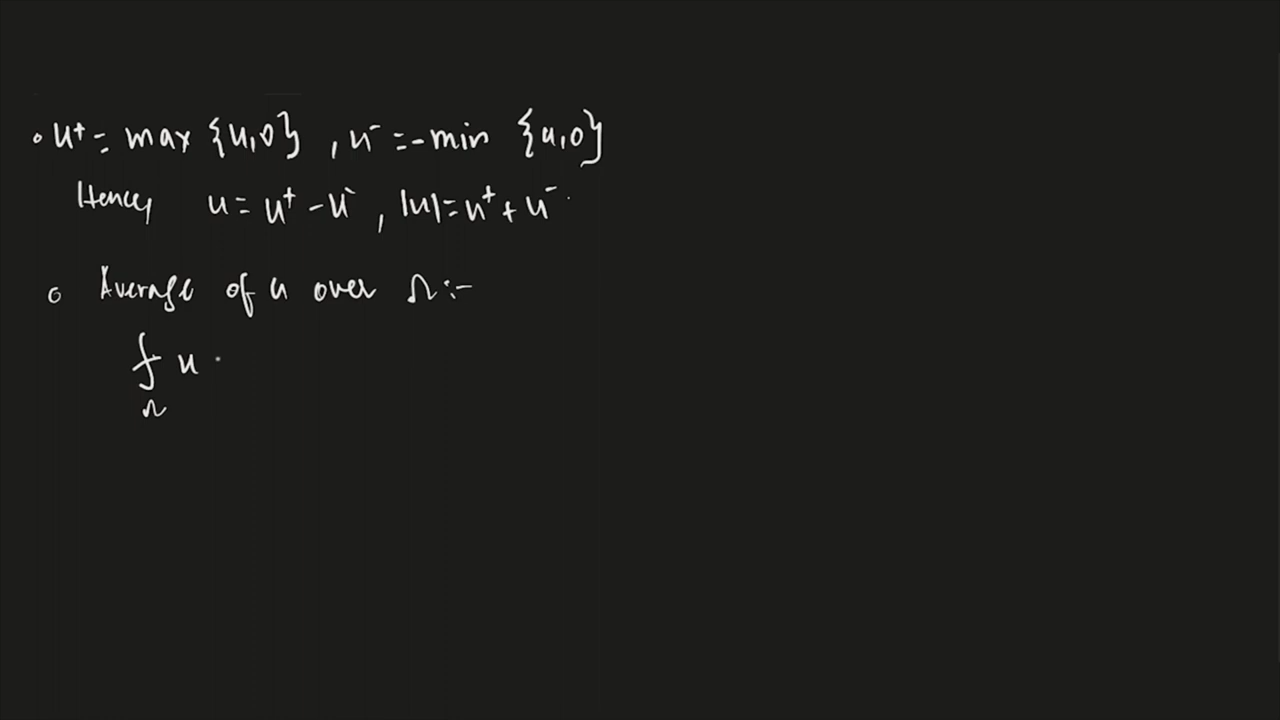 ∘ u⁺ = max {u,0} , u⁻ = -min {u,0}
Hence u = u⁺ - u⁻ , |u| = u⁺ + u⁻ .
∘ Average of u over Ω :-
⨍ u
Ω